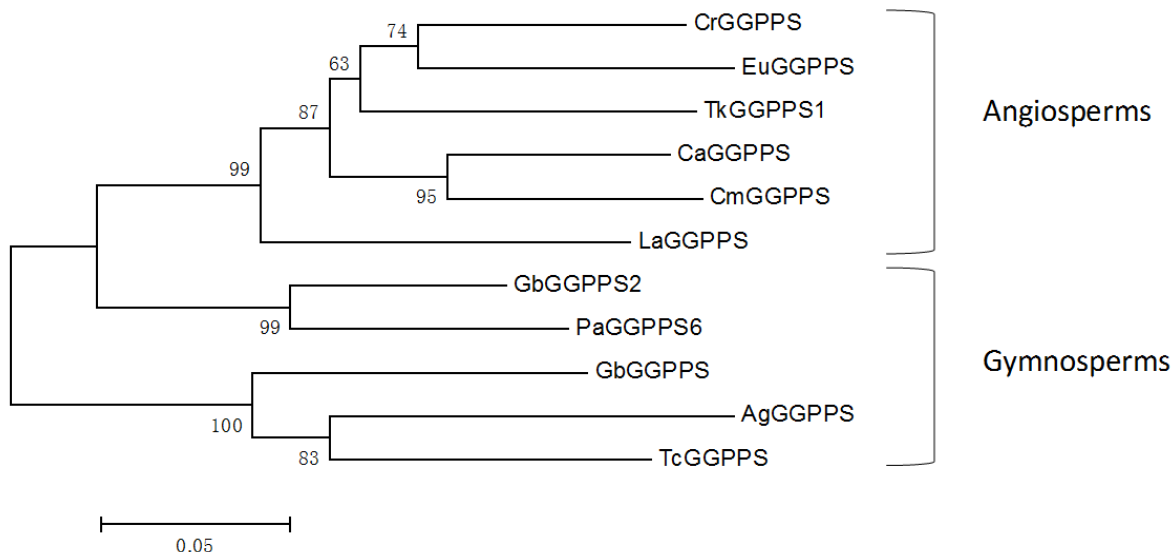 CrGGPPS
74
EuGGPPS
63
TkGGPPS1
87
Angiosperms
CaGGPPS
99
95
CmGGPPS
LaGGPPS
GbGGPPS2
99
PaGGPPS6
Gymnosperms
GbGGPPS
100
AgGGPPS
83
TcGGPPS
0.05